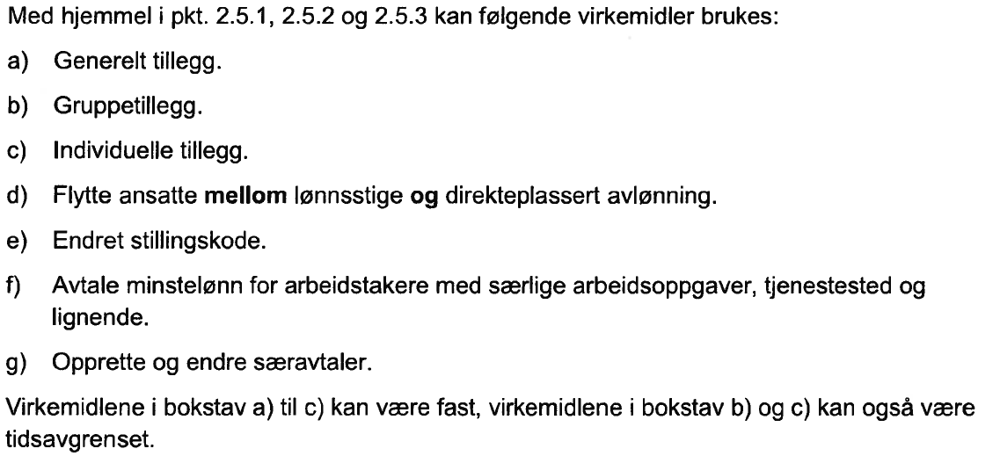 Med hjemmel i pkt. 2.5.1, 2.5.2 og 2.5.3 kan følgende virkemidler brukes:
a) Generelt tillegg.
b) Gruppetillegg.
c) Individuelle tillegg.
d) Flytte ansatte mellom lønnsstige og direkteplassert avlønning.
e) Endret stillingskode.
f) Avtale minstelønn for arbeidstakere med særlige arbeidsoppgaver, tjenestested og
lignende.
g) Opprette og endre særavtaler.
Virkemidlene i bokstav a) til c) kan være fast, virkemidlene i bokstav b) og c) kan også være
tidsavgrenset.